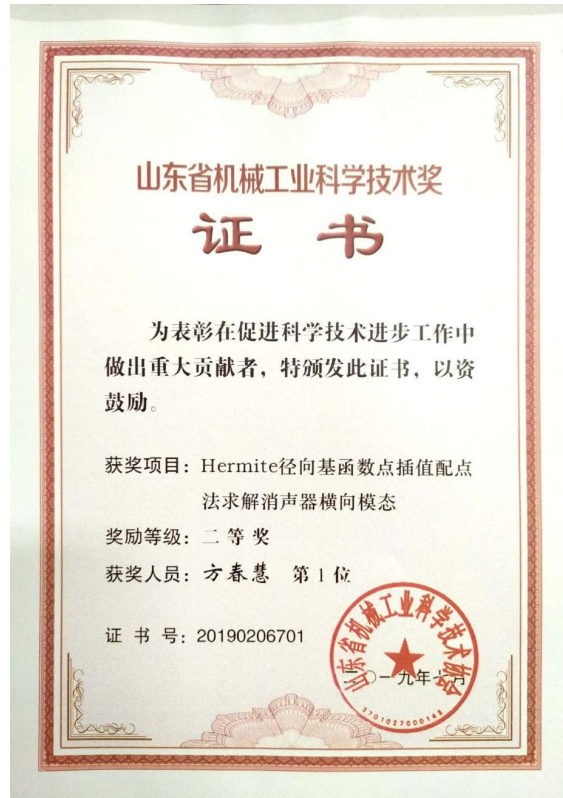 山东省机械工业科学技术奖
证书
为表彰在促进科学技术进步工作中
做出重大贡献者，特颁发此证书，以资
鼓励。
获奖项目：Hermite径向基函数点插值配点
法求解消声器横向模态
奖励等级：二等奖
获奖人员：方春慧 第1位
证书号：20190206701
山东省机械工业科学技术协会
二〇一九年 月
3701027000148